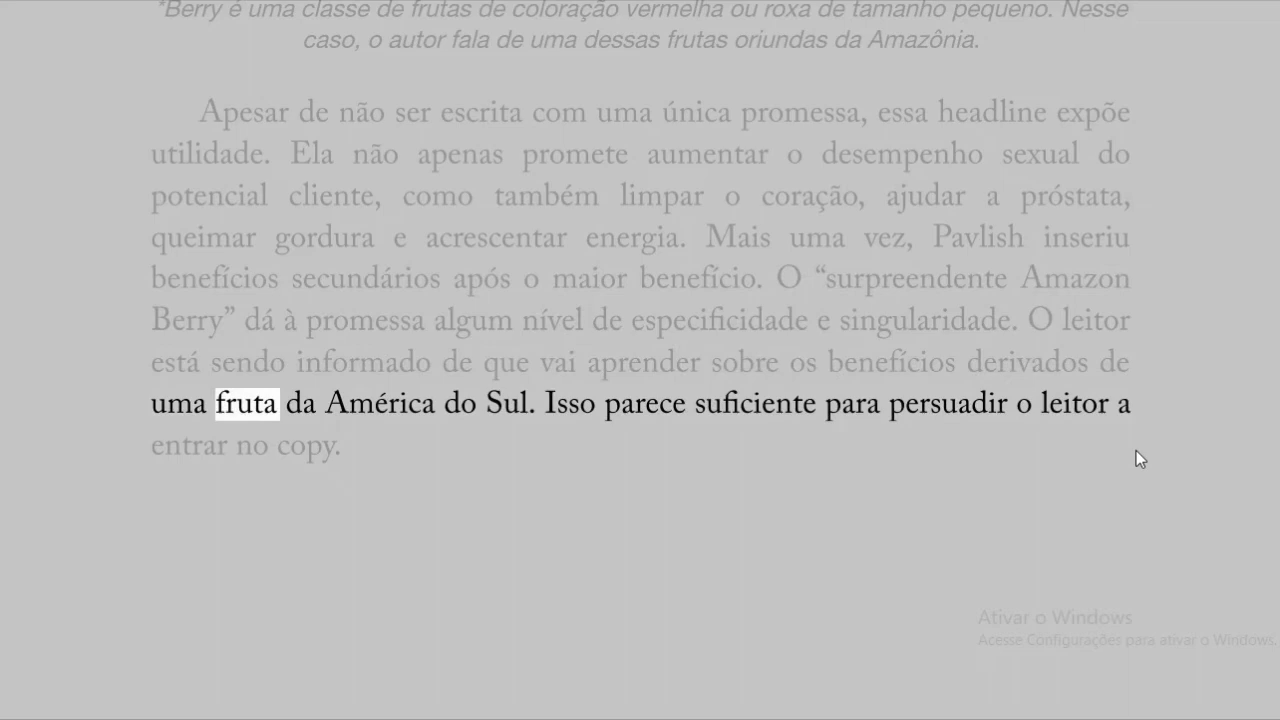 *Berry é uma classe de frutas de coloração vermelha ou roxa de tamanho pequeno. Nesse
caso, o autor fala de uma dessas frutas oriundas da Amazônia.
Apesar de não ser escrita com uma única promessa, essa headline expõe
utilidade. Ela não apenas promete aumentar o desempenho sexual do
potencial cliente, como também limpar o coração, ajudar a próstata,
queimar gordura e acrescentar energia. Mais uma vez, Pavlish inseriu
benefícios secundários após o maior benefício. O “surpreendente Amazon
Berry” dá à promessa algum nível de especificidade e singularidade. O leitor
está sendo informado de que vai aprender sobre os benefícios derivados de
uma fruta da América do Sul. Isso parece suficiente para persuadir o leitor a
entrar no copy.
Ativar o Windows
Acesse Configurações para ativar o Windows.